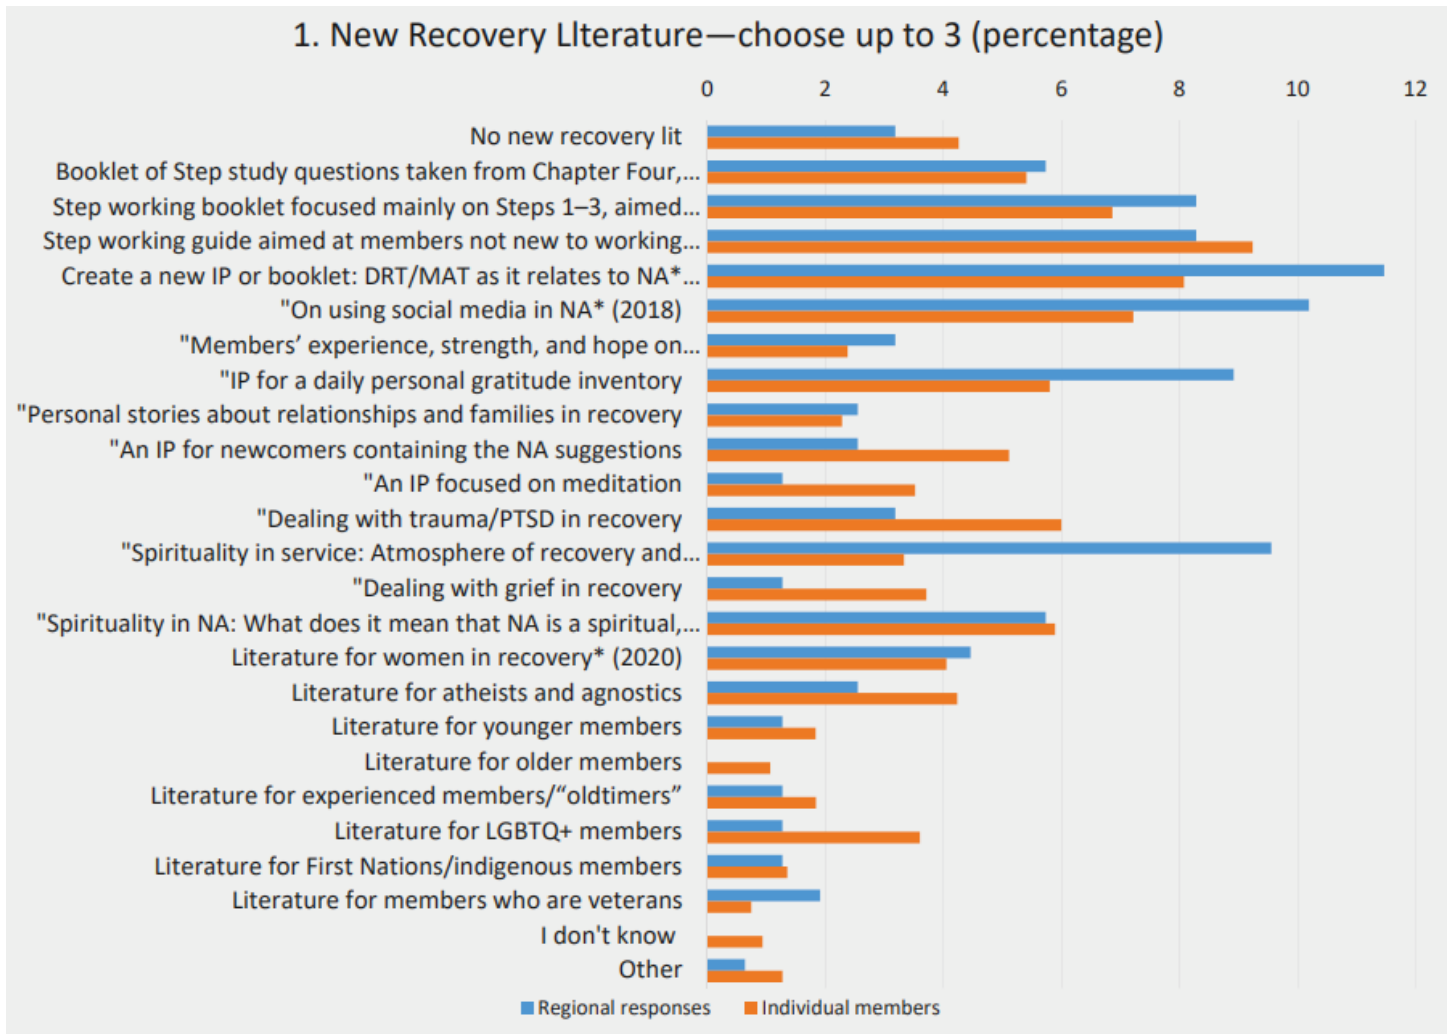 1. New Recovery LIterature—choose up to 3 (percentage)
0 2 4 6 8 10 12
No new recovery lit
Booklet of Step study questions taken from Chapter Four,...
Step working booklet focused mainly on Steps 1–3, aimed...
Step working guide aimed at members not new to working...
Create a new IP or booklet: DRT/MAT as it relates to NA*...
"On using social media in NA* (2018)
"Members’ experience, strength, and hope on...
"IP for a daily personal gratitude inventory
"Personal stories about relationships and families in recovery
"An IP for newcomers containing the NA suggestions
"An IP focused on meditation
"Dealing with trauma/PTSD in recovery
"Spirituality in service: Atmosphere of recovery and...
"Dealing with grief in recovery
"Spirituality in NA: What does it mean that NA is a spiritual,...
Literature for women in recovery* (2020)
Literature for atheists and agnostics
Literature for younger members
Literature for older members
Literature for experienced members/“oldtimers”
Literature for LGBTQ+ members
Literature for First Nations/indigenous members
Literature for members who are veterans
I don't know
Other
Regional responses Individual members